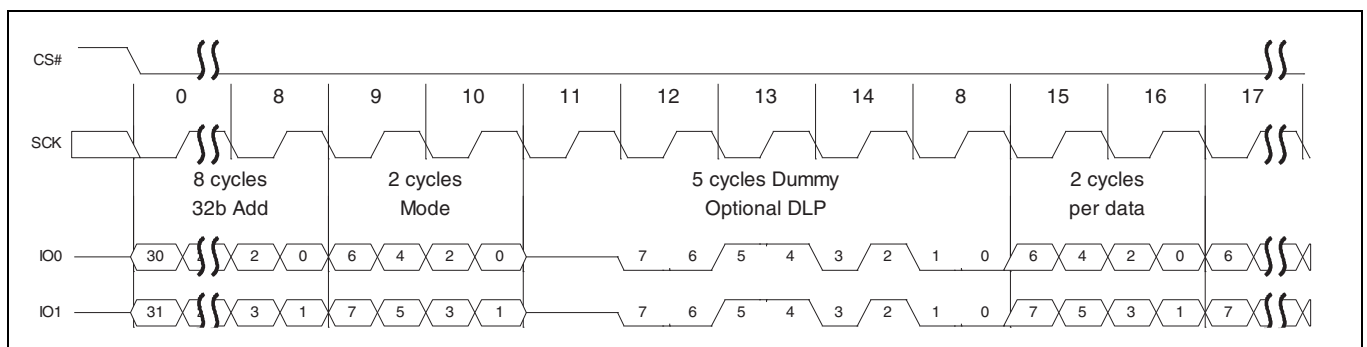 CS#
0 8 9 10 11 12 13 14 8 15 16 17
SCK
8 cycles 2 cycles 5 cycles Dummy 2 cycles
32b Add Mode Optional DLP per data
IO0 30 2 0 6 4 2 0 7 6 5 4 3 2 1 0 6 4 2 0 6
IO1 31 3 1 7 5 3 1 7 6 5 4 3 2 1 0 7 5 3 1 7